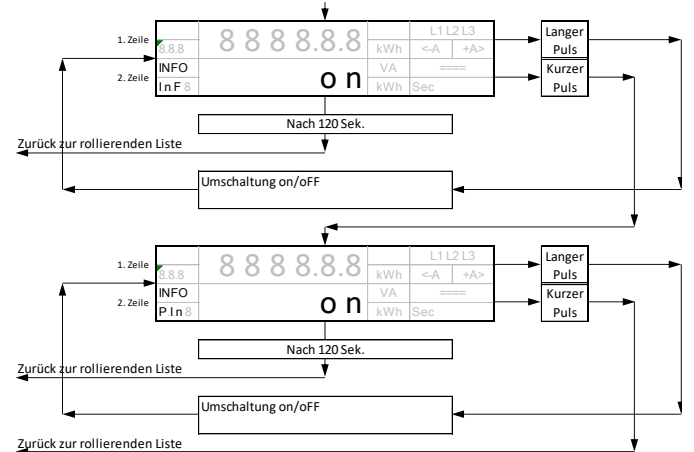 1. Zeile 8.8.8 8 8 8 8.8.8 kWh L1 L2 L3 <-A +A> Langer Puls
2. Zeile INFO InF 8 on VA kWh ==== Sec Kurzer Puls
Nach 120 Sek.
Zurück zur rollierenden Liste
Umschaltung on/oFF
1. Zeile 8.8.8 8 8 8 8.8.8 kWh L1 L2 L3 <-A +A> Langer Puls
2. Zeile INFO P.In 8 on VA kWh ==== Sec Kurzer Puls
Nach 120 Sek.
Zurück zur rollierenden Liste
Umschaltung on/oFF
Zurück zur rollierenden Liste